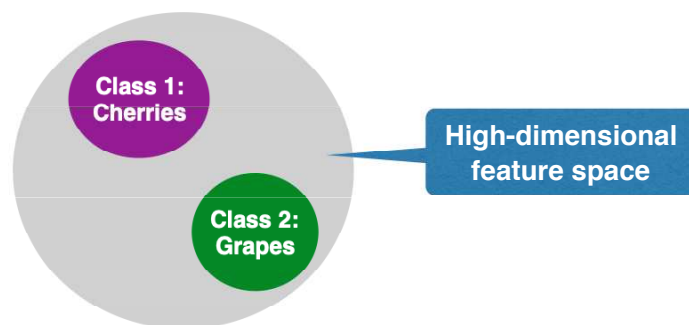 Class 1:
Cherries
High-dimensional
feature space
Class 2:
Grapes